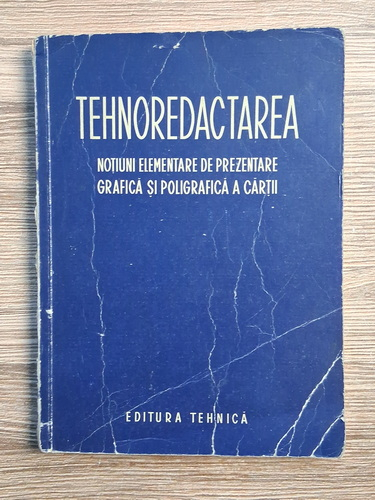 TEHNOREDACTAREA
NOȚIUNI ELEMENTARE DE PREZENTARE
GRAFICĂ ȘI POLIGRAFICĂ A CĂRȚII
EDITURA TEHNICĂ